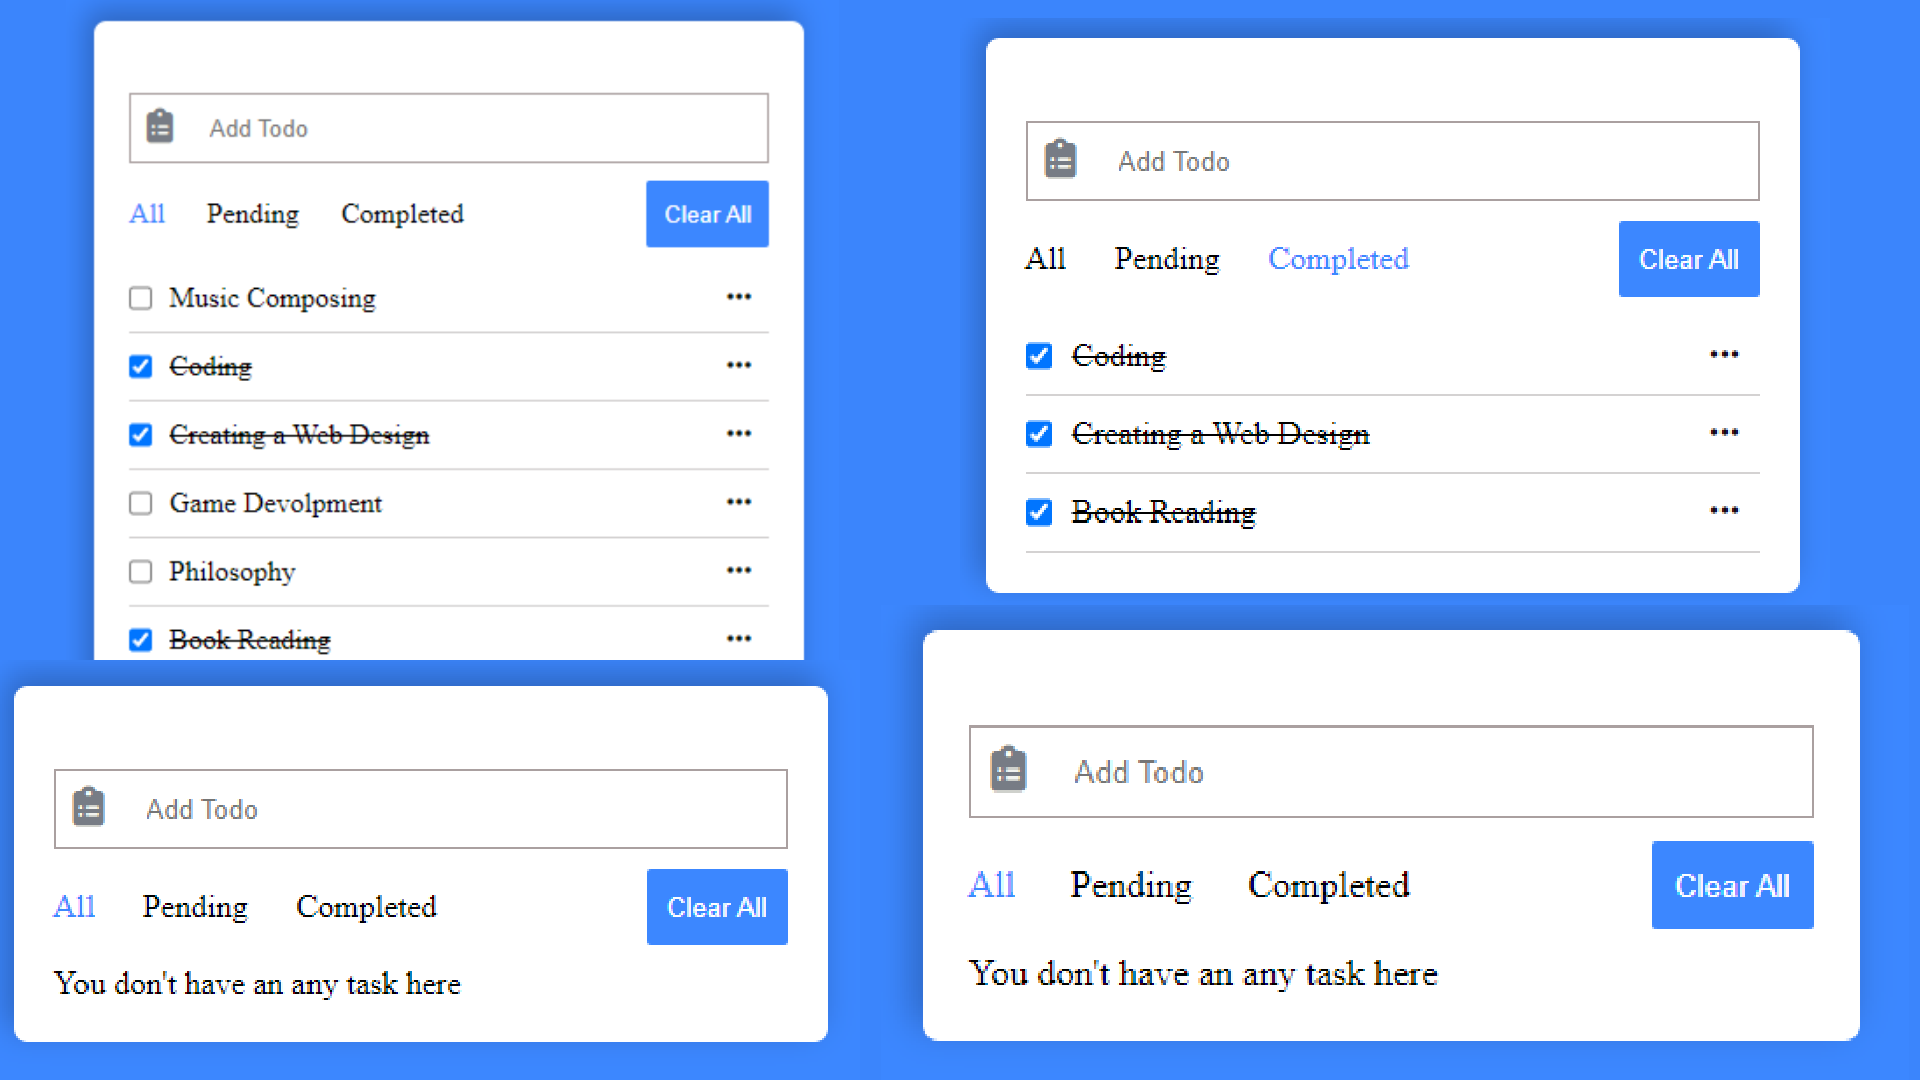 Add Todo
All Pending Completed Clear All
Music Composing
Coding
Creating a Web Design
Game Devolpment
Philosophy
Book Reading
Add Todo
All Pending Completed Clear All
Coding
Creating a Web Design
Book Reading
Add Todo
All Pending Completed Clear All
You don't have an any task here
Add Todo
All Pending Completed Clear All
You don't have an any task here